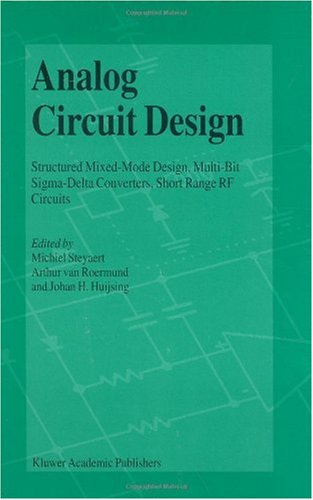 Analog
Circuit Design
Structured Mixed-Mode Design, Multi-Bit
Sigma-Delta Converters, Short Range RF
Circuits
Edited by
Michiel Steyaert
Arthur van Roermund
and Johan H. Huijsing
Kluwer Academic Publishers